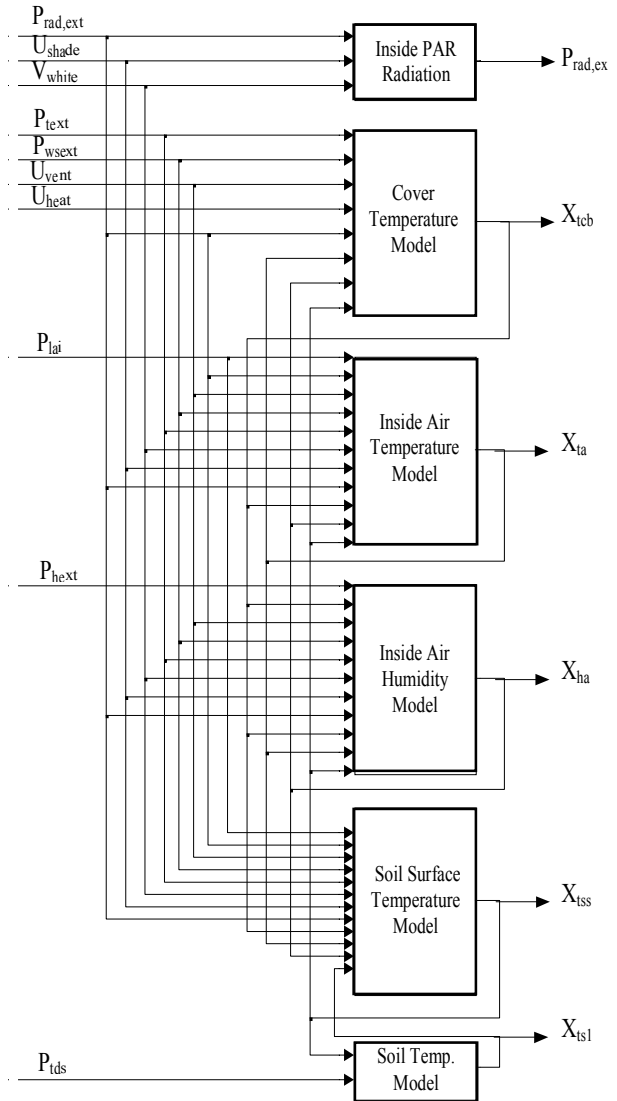 P_rad,ext
U_shade
V_white
Inside PAR
Radiation
P_rad,ex
P_text
P_wsext
U_vent
U_heat
Cover
Temperature
Model
X_tcb
P_lai
Inside Air
Temperature
Model
X_ta
P_hext
Inside Air
Humidity
Model
X_ha
Soil Surface
Temperature
Model
X_tss
X_ts1
P_tds
Soil Temp.
Model